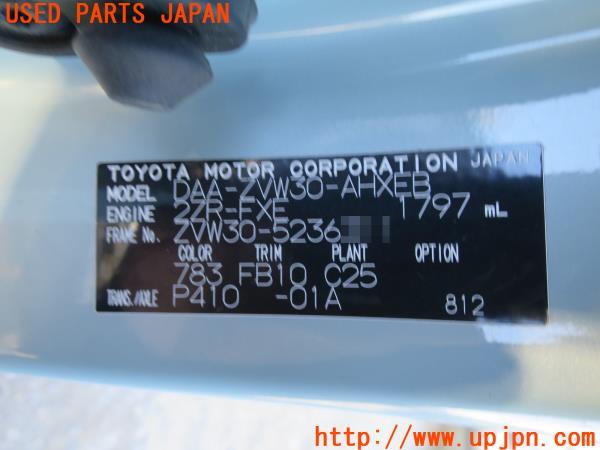 USED PARTS JAPAN
TOYOTA MOTOR CORPORATION JAPAN
MODEL DAA-ZVW30-AHXEB
ENGINE 2ZR-FXE 1797 mL
FRAME No. ZVW30-5236
COLOR TRIM PLANT OPTION
783 FB10 C25
TRANS./AXLE P410 -01A 812
http://www.upjpn.com/